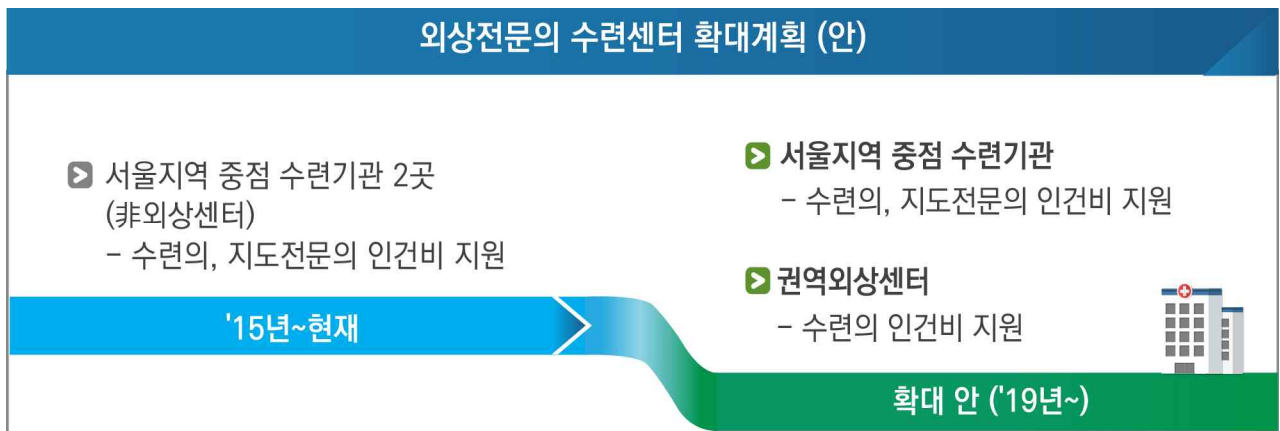 외상전문의 수련센터 확대계획 (안)
서울지역 중점 수련기관 2곳
(非외상센터)
- 수련의, 지도전문의 인건비 지원
'15년~현재
서울지역 중점 수련기관
- 수련의, 지도전문의 인건비 지원
권역외상센터
- 수련의 인건비 지원
확대 안 ('19년~)